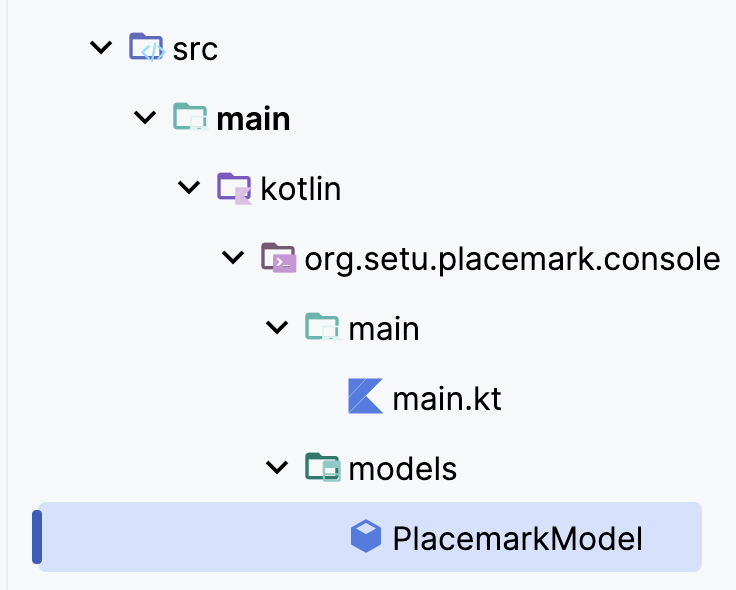 src
main
kotlin
org.setu.placemark.console
main
main.kt
models
PlacemarkModel